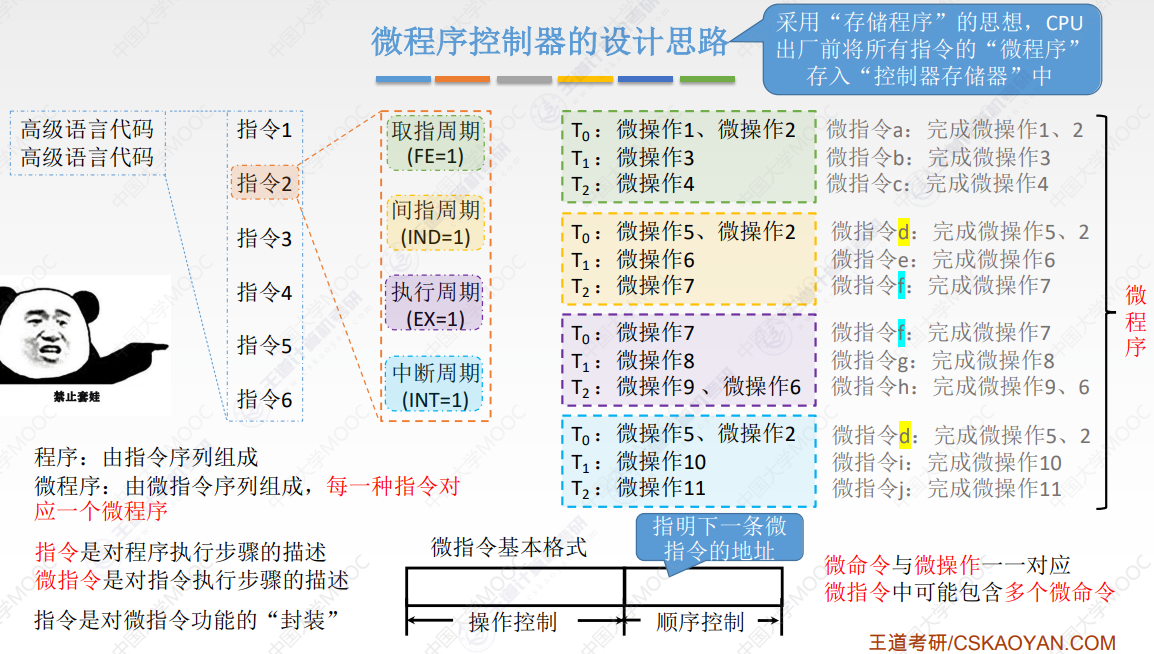 微程序控制器的设计思路
采用“存储程序”的思想，CPU
出厂前将所有指令的“微程序”
存入“控制器存储器”中
高级语言代码
高级语言代码
指令1
指令2
指令3
指令4
指令5
指令6
取指周期
(FE=1)
间指周期
(IND=1)
执行周期
(EX=1)
中断周期
(INT=1)
T0：微操作1、微操作2
T1：微操作3
T2：微操作4
T0：微操作5、微操作2
T1：微操作6
T2：微操作7
T0：微操作7
T1：微操作8
T2：微操作9 、微操作6
T0：微操作5、微操作2
T1：微操作10
T2：微操作11
微指令a：完成微操作1、2
微指令b：完成微操作3
微指令c：完成微操作4
微指令d：完成微操作5、2
微指令e：完成微操作6
微指令f：完成微操作7
微指令f：完成微操作7
微指令g：完成微操作8
微指令h：完成微操作9、6
微指令d：完成微操作5、2
微指令i：完成微操作10
微指令j：完成微操作11
微
程
序
禁止套娃
程序：由指令序列组成
微程序：由微指令序列组成，每一种指令对
应一个微程序
指令是对程序执行步骤的描述
微指令是对指令执行步骤的描述
指令是对微指令功能的“封装”
微指令基本格式
指明下一条微
指令的地址
操作控制
顺序控制
微命令与微操作一一对应
微指令中可能包含多个微命令
王道考研/CSKAOYAN.COM